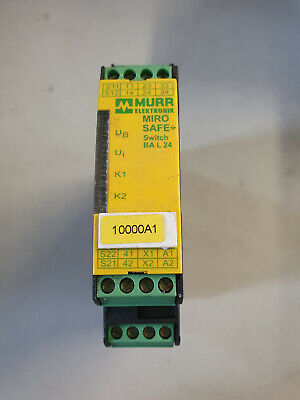 S11 13 23 33
S12 14 24 34
MURR
ELEKTRONIK
MIRO
SAFE+
Switch
BA L 24
UB
Ui
K1
K2
10000A1
S22 41 X1 A1
S21 42 X2 A2